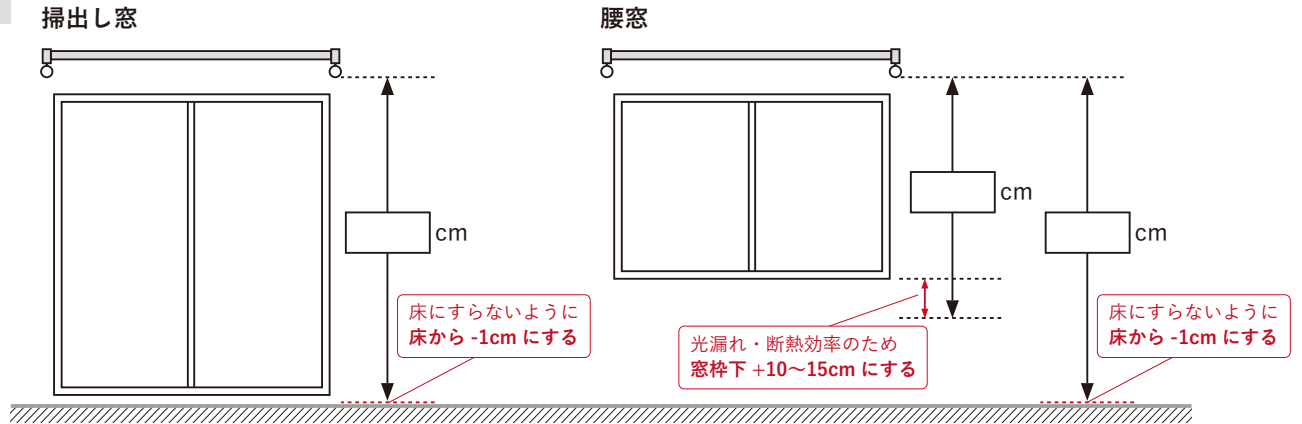 掃出し窓
腰窓
cm
cm
cm
床にすらないように
床から -1cm にする
光漏れ・断熱効率のため
窓枠下 +10〜15cm にする
床にすらないように
床から -1cm にする